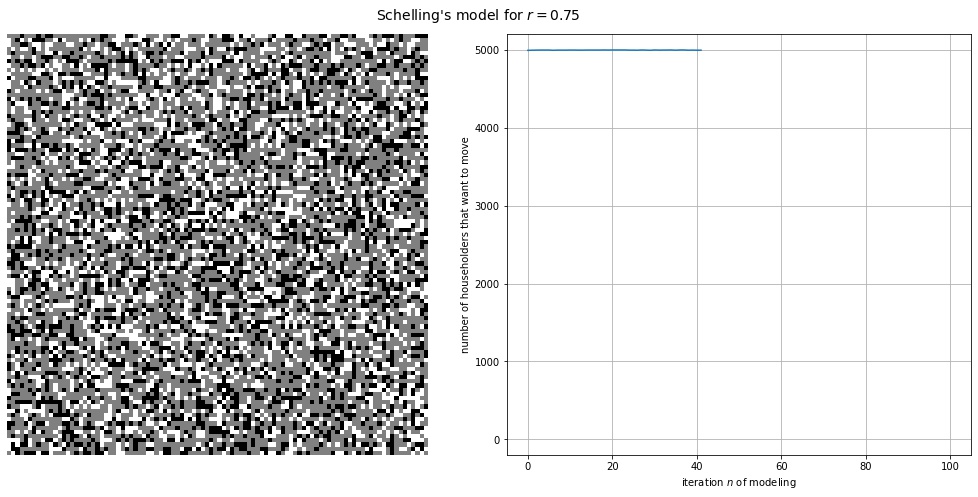 Schelling's model for r = 0.75
number of householders that want to move
5000
4000
3000
2000
1000
0
0 20 40 60 80 100
iteration n of modeling